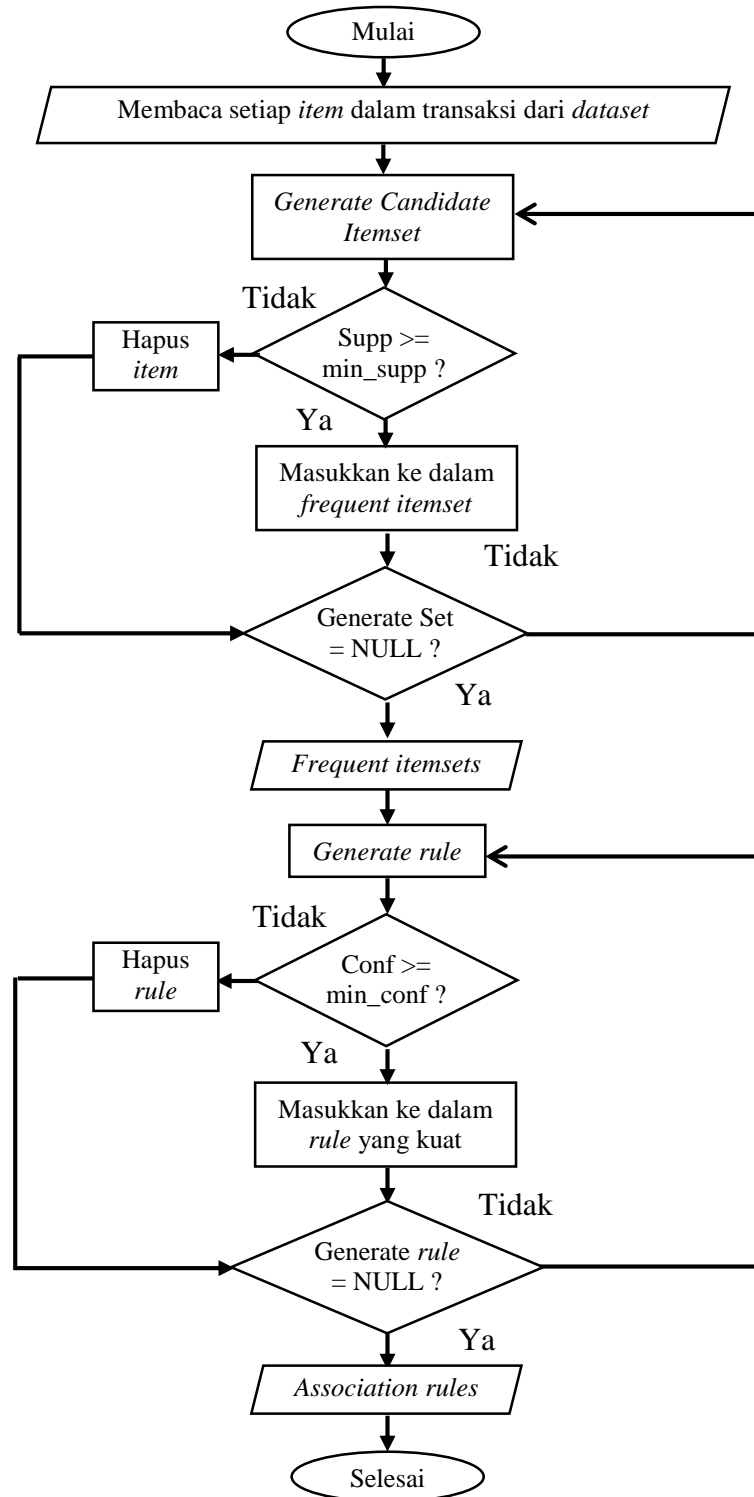 Mulai
Membaca setiap item dalam transaksi dari dataset
Generate Candidate
Itemset
Tidak
Supp >=
min_supp ?
Hapus
item
Ya
Masukkan ke dalam
frequent itemset
Tidak
Generate Set
= NULL ?
Ya
Frequent itemsets
Generate rule
Tidak
Conf >=
min_conf ?
Hapus
rule
Ya
Masukkan ke dalam
rule yang kuat
Tidak
Generate rule
= NULL ?
Ya
Association rules
Selesai